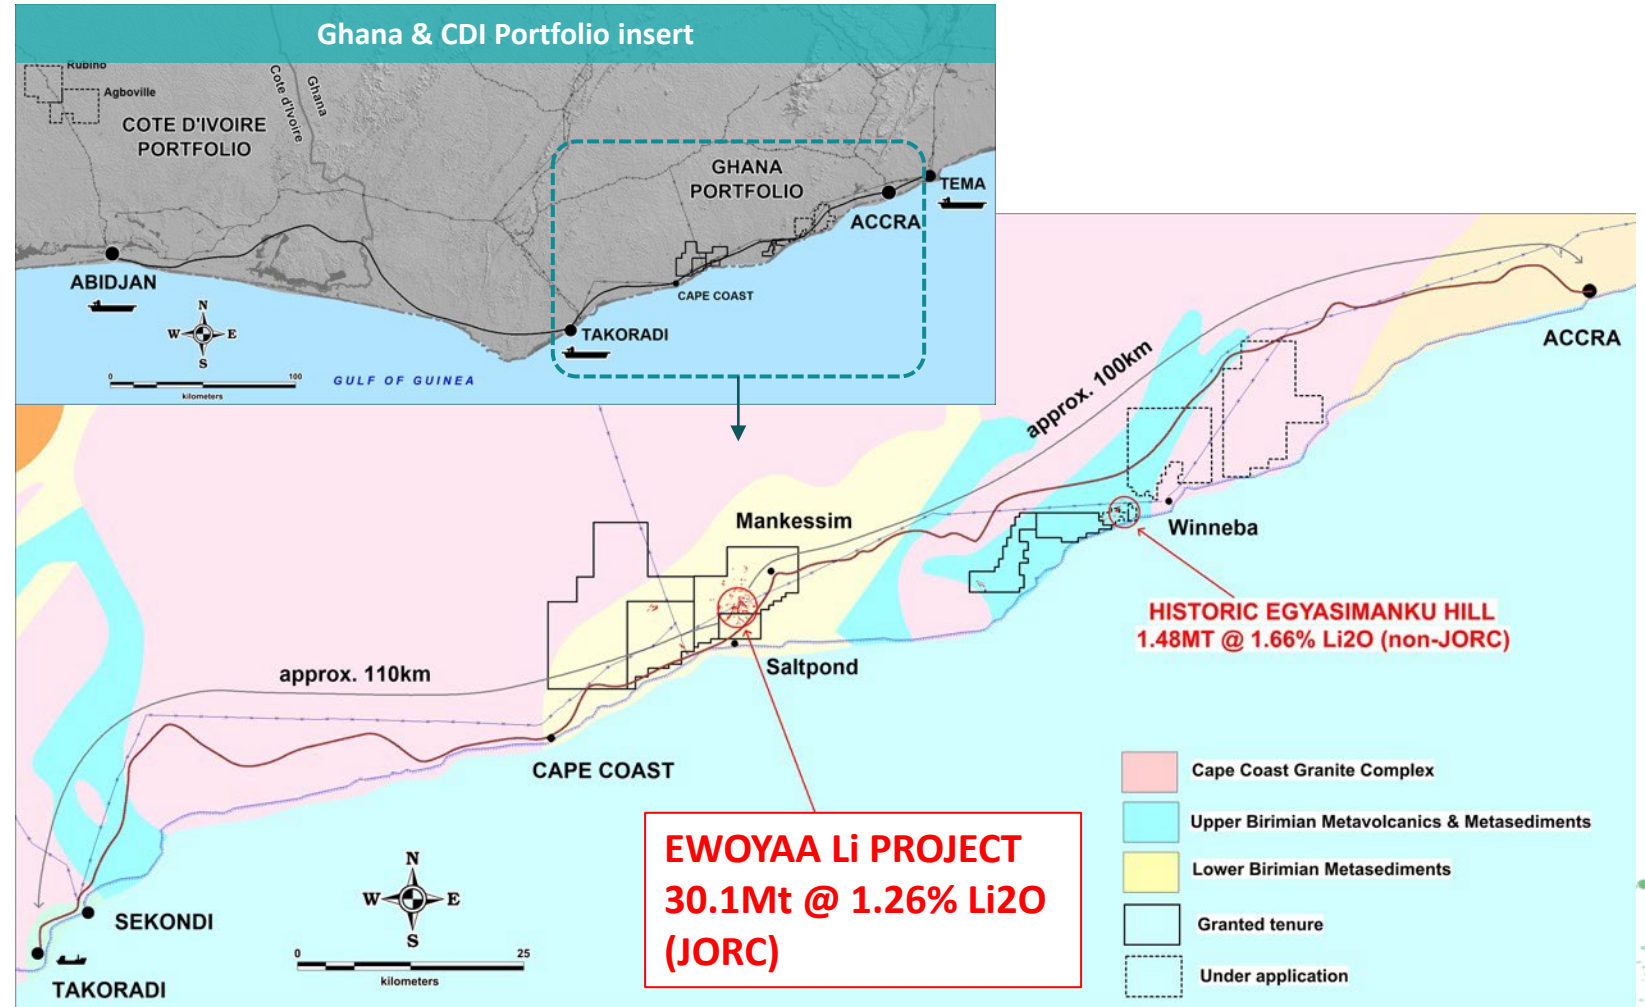 Ghana & CDI Portfolio insert
Rubino
Agboville
COTE D'IVOIRE
PORTFOLIO
Cote d'Ivoire
Ghana
GHANA
PORTFOLIO
TEMA
ACCRA
ABIDJAN
CAPE COAST
TAKORADI
N
W
E
S
0
100
kilometers
GULF OF GUINEA
ACCRA
approx. 100km
Mankessim
Winneba
HISTORIC EGYASIMANKU HILL
1.48MT @ 1.66% Li2O (non-JORC)
Saltpond
approx. 110km
CAPE COAST
EWOYAA Li PROJECT
30.1Mt @ 1.26% Li2O
(JORC)
Cape Coast Granite Complex
Upper Birimian Metavolcanics & Metasediments
Lower Birimian Metasediments
Granted tenure
Under application
N
W
E
S
0
25
kilometers
SEKONDI
TAKORADI